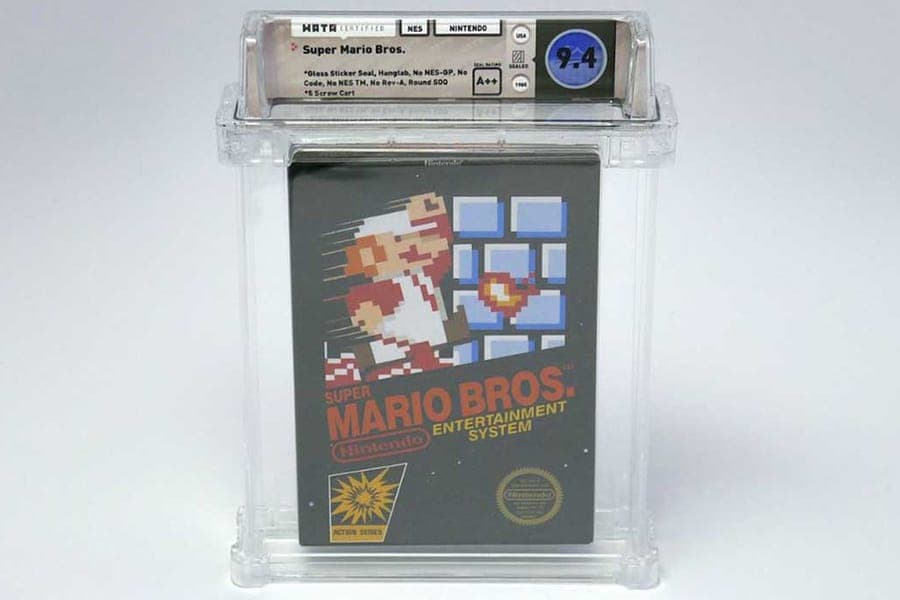 WATA CERTIFIED NES NINTENDO
Super Mario Bros.
*Gloss Sticker Seal, Hangtab, No NES-GP, No
Code, No NES TM, No Rev-A, Round SOQ
*5 Screw Cart
SEAL RATING
A++
USA
SEALED
1985
9.4
Nintendo
SUPER
MARIO BROS.
Nintendo
ENTERTAINMENT
SYSTEM
ACTION SERIES
Nintendo